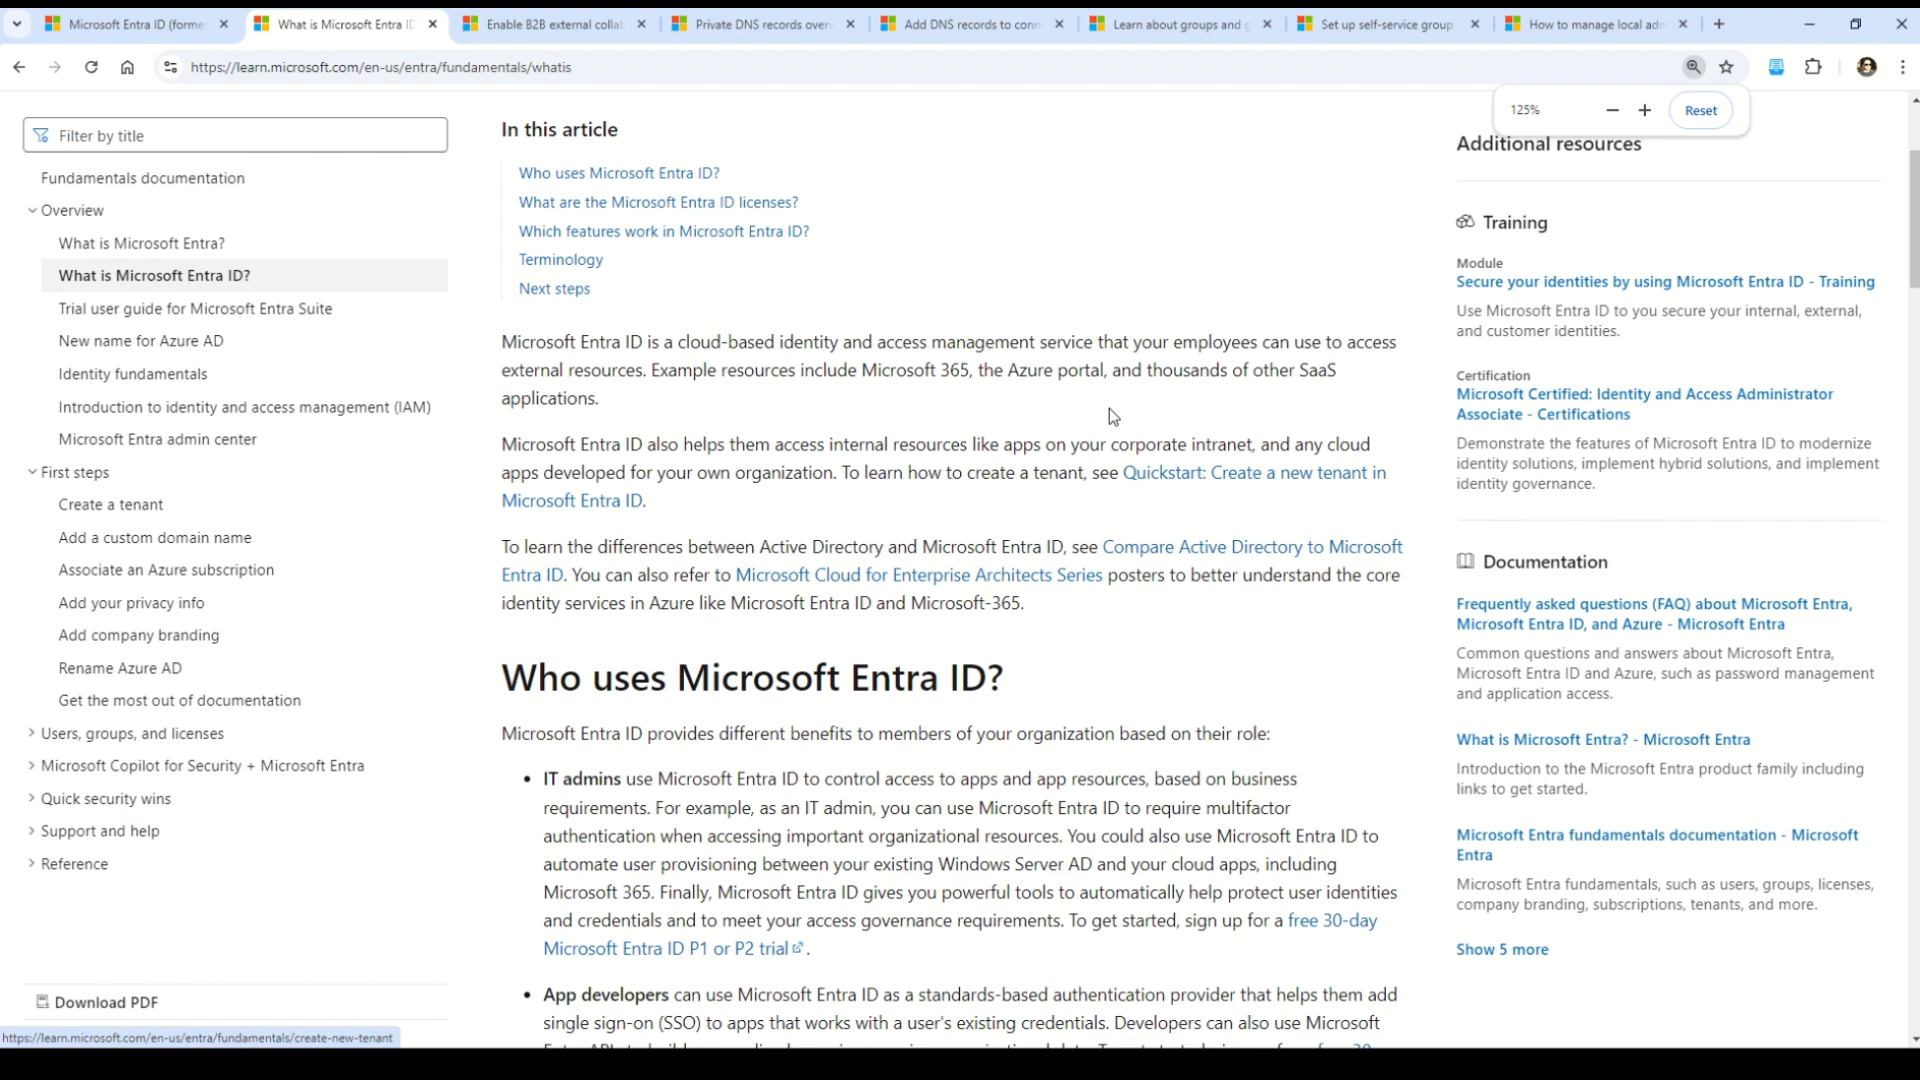 Microsoft Entra ID (forme
What is Microsoft Entra ID
Enable B2B external colla
Private DNS records over
Add DNS records to conn
Learn about groups and g
Set up self-service group
How to manage local adm
https://learn.microsoft.com/en-us/entra/fundamentals/whatis
125%
Reset
Filter by title
Fundamentals documentation
Overview
What is Microsoft Entra?
What is Microsoft Entra ID?
Trial user guide for Microsoft Entra Suite
New name for Azure AD
Identity fundamentals
Introduction to identity and access management (IAM)
Microsoft Entra admin center
First steps
Create a tenant
Add a custom domain name
Associate an Azure subscription
Add your privacy info
Add company branding
Rename Azure AD
Get the most out of documentation
Users, groups, and licenses
Microsoft Copilot for Security + Microsoft Entra
Quick security wins
Support and help
Reference
Download PDF
https://learn.microsoft.com/en-us/entra/fundamentals/create-new-tenant
In this article
Who uses Microsoft Entra ID?
What are the Microsoft Entra ID licenses?
Which features work in Microsoft Entra ID?
Terminology
Next steps
Microsoft Entra ID is a cloud-based identity and access management service that your employees can use to access
external resources. Example resources include Microsoft 365, the Azure portal, and thousands of other SaaS
applications.
Microsoft Entra ID also helps them access internal resources like apps on your corporate intranet, and any cloud
apps developed for your own organization. To learn how to create a tenant, see Quickstart: Create a new tenant in
Microsoft Entra ID.
To learn the differences between Active Directory and Microsoft Entra ID, see Compare Active Directory to Microsoft
Entra ID. You can also refer to Microsoft Cloud for Enterprise Architects Series posters to better understand the core
identity services in Azure like Microsoft Entra ID and Microsoft-365.
Who uses Microsoft Entra ID?
Microsoft Entra ID provides different benefits to members of your organization based on their role:
• IT admins use Microsoft Entra ID to control access to apps and app resources, based on business
requirements. For example, as an IT admin, you can use Microsoft Entra ID to require multifactor
authentication when accessing important organizational resources. You could also use Microsoft Entra ID to
automate user provisioning between your existing Windows Server AD and your cloud apps, including
Microsoft 365. Finally, Microsoft Entra ID gives you powerful tools to automatically help protect user identities
and credentials and to meet your access governance requirements. To get started, sign up for a free 30-day
Microsoft Entra ID P1 or P2 trial.
• App developers can use Microsoft Entra ID as a standards-based authentication provider that helps them add
single sign-on (SSO) to apps that works with a user's existing credentials. Developers can also use Microsoft
Additional resources
Training
Module
Secure your identities by using Microsoft Entra ID - Training
Use Microsoft Entra ID to you secure your internal, external,
and customer identities.
Certification
Microsoft Certified: Identity and Access Administrator
Associate - Certifications
Demonstrate the features of Microsoft Entra ID to modernize
identity solutions, implement hybrid solutions, and implement
identity governance.
Documentation
Frequently asked questions (FAQ) about Microsoft Entra,
Microsoft Entra ID, and Azure - Microsoft Entra
Common questions and answers about Microsoft Entra,
Microsoft Entra ID and Azure, such as password management
and application access.
What is Microsoft Entra? - Microsoft Entra
Introduction to the Microsoft Entra product family including
links to get started.
Microsoft Entra fundamentals documentation - Microsoft
Entra
Microsoft Entra fundamentals, such as users, groups, licenses,
company branding, subscriptions, tenants, and more.
Show 5 more